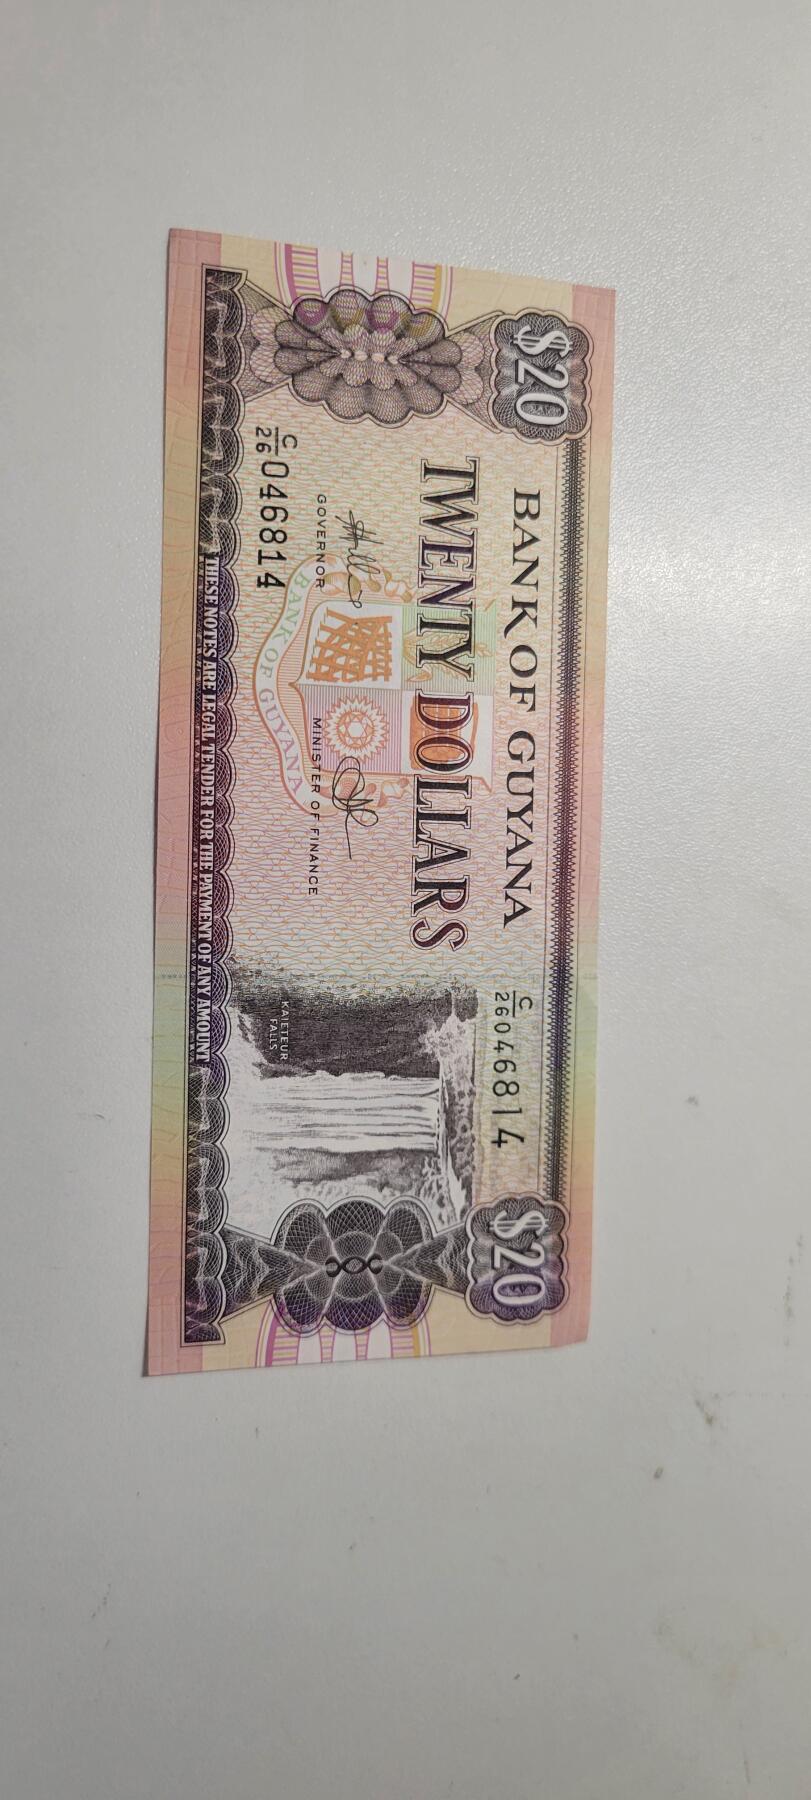 $20
BANK OF GUYANA
C/26 046814
$20
TWENTY DOLLARS
GOVERNOR
MINISTER OF FINANCE
BANK OF GUYANA
C/26 046814
KAIETEUR
FALLS
THESE NOTES ARE LEGAL TENDER FOR THE PAYMENT OF ANY AMOUNT